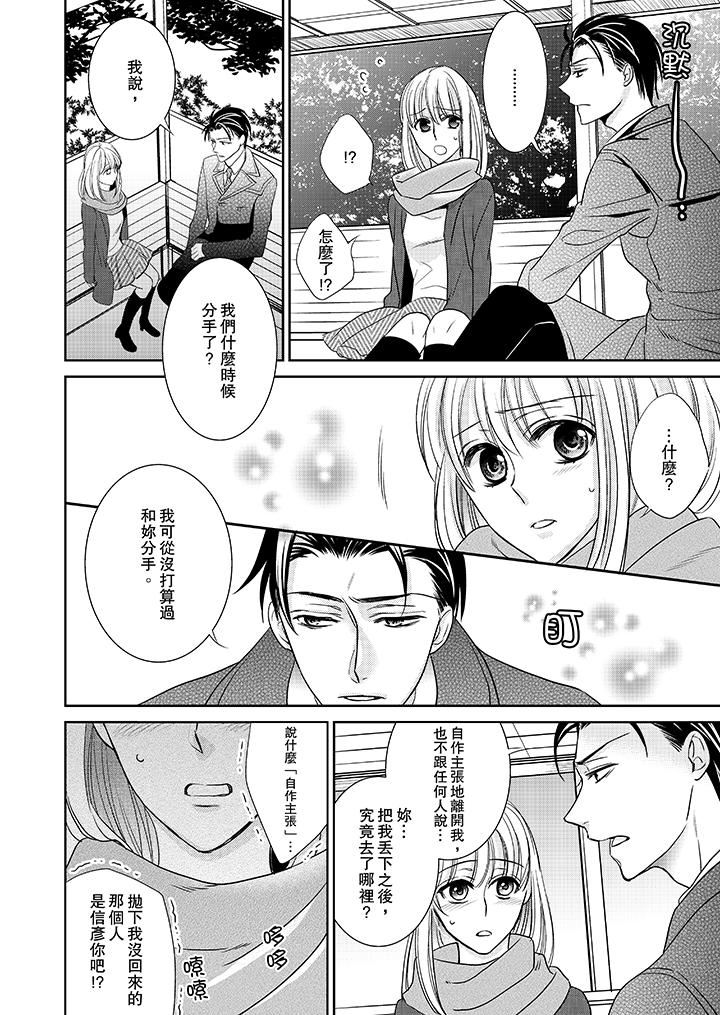 沉默…
………
!?
怎麼了!?
我說，
我們什麼時候
分手了？
…什麼？
盯
我可從沒打算過
和妳分手。
自作主張地離開我，
也不跟任何人說…
妳…
把我丟下之後，
究竟去了哪裡？
說什麼「自作主張」…
哆哆
嗦嗦
拋下我沒回來的
那個人
是信彥你吧!?